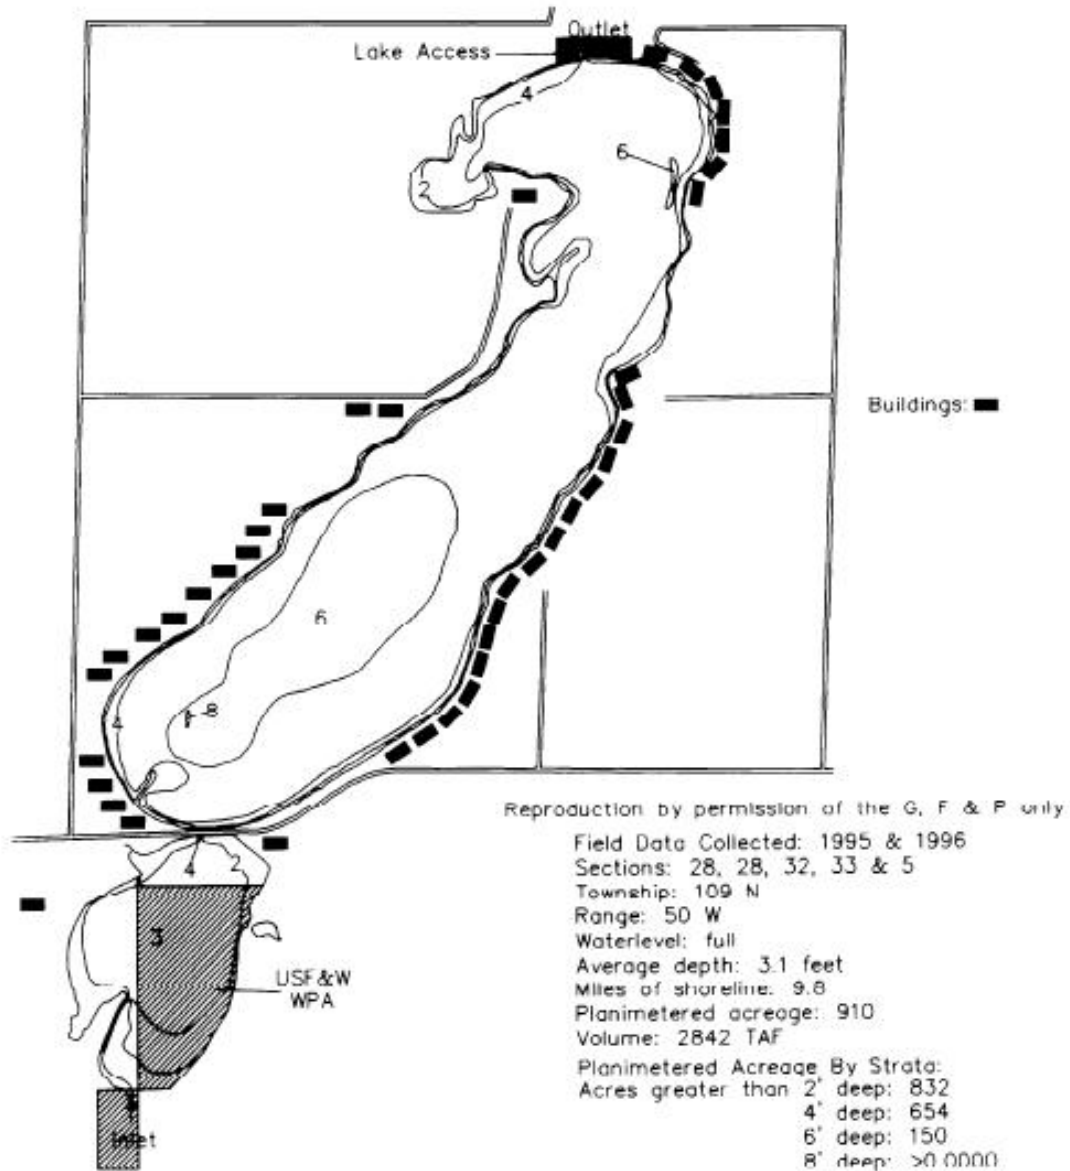 Outlet
Lake Access
4
6
2
Buildings:
6
8
4
Reproduction by permission of the G, F & P only
Field Data Collected: 1995 & 1996
4
2
Sections: 28, 28, 32, 33 & 5
Township: 109 N
Range: 50 W
3
Waterlevel: full
Average depth: 3.1 feet
USF&W
WPA
Miles of shoreline: 9.8
Planimetered acreage: 910
Volume: 2842 TAF
Planimetered Acreage By Strata:
Acres greater than 2' deep: 832
4' deep: 654
6' deep: 150
8' deep: >0.0000
Inlet